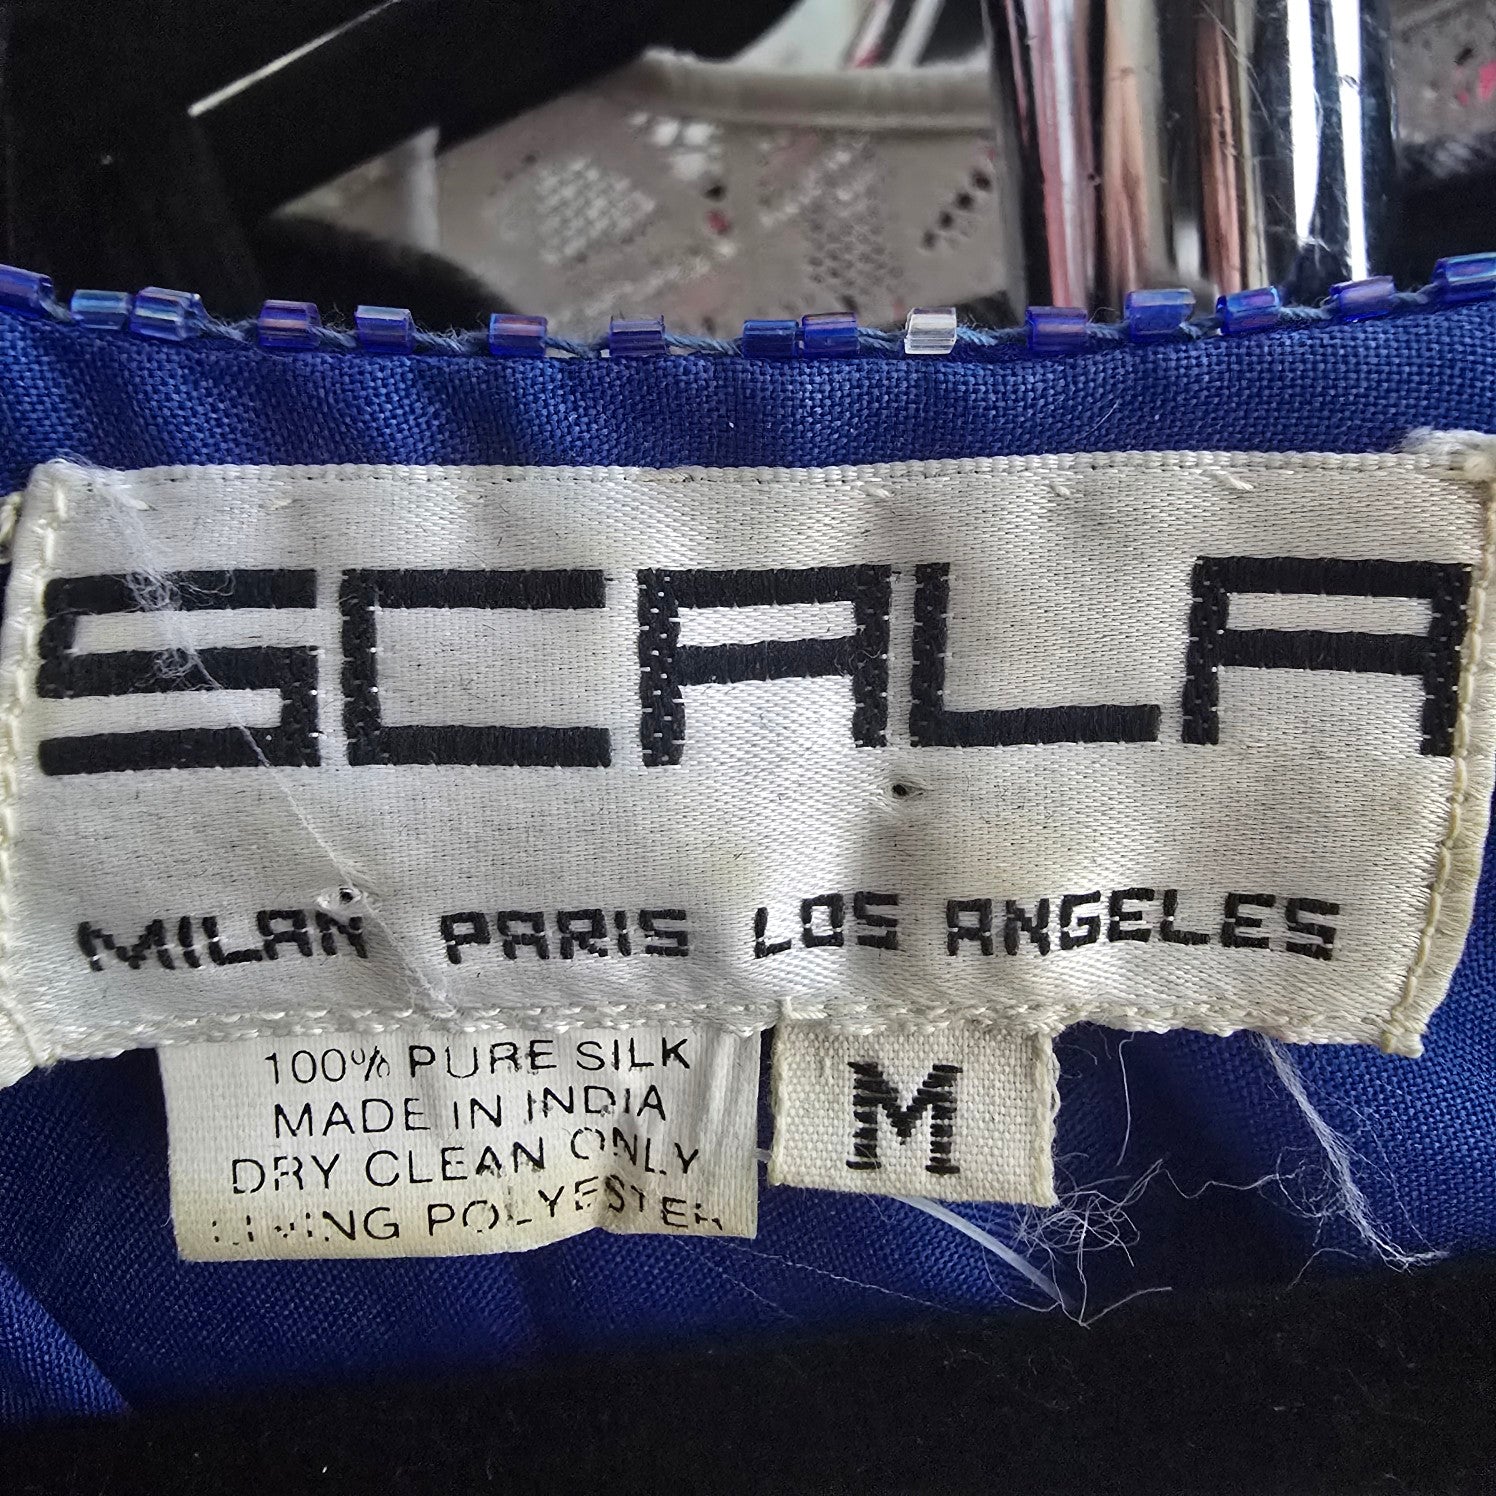 SCALA
MILAN PARIS LOS ANGELES
100% PURE SILK
MADE IN INDIA
DRY CLEAN ONLY
POLYESTER
M